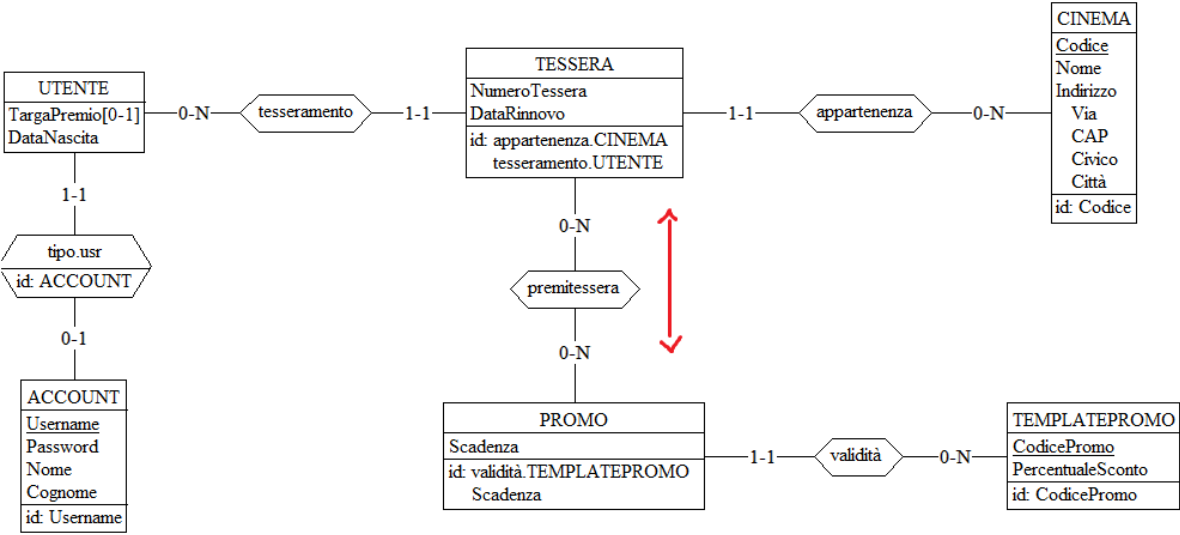 UTENTE
TargaPremio[0-1]
DataNascita
0-N
tesseramento
1-1
TESSERA
NumeroTessera
DataRinnovo
id: appartenenza.CINEMA
tesseramento.UTENTE
1-1
appartenenza
0-N
CINEMA
Codice
Nome
Indirizzo
Via
CAP
Civico
Città
id: Codice
1-1
tipo.usr
id: ACCOUNT
0-1
ACCOUNT
Username
Password
Nome
Cognome
id: Username
0-N
premitessera
0-N
PROMO
Scadenza
id: validità.TEMPLATEPROMO
Scadenza
1-1
validità
0-N
TEMPLATEPROMO
CodicePromo
PercentualeSconto
id: CodicePromo